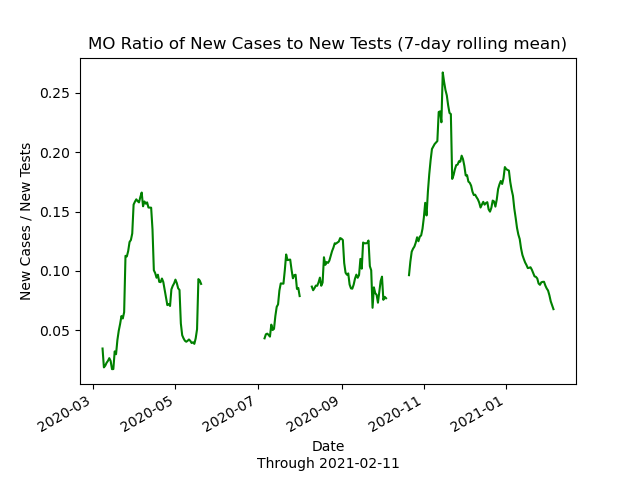 MO Ratio of New Cases to New Tests (7-day rolling mean)
New Cases / New Tests
0.25
0.20
0.15
0.10
0.05
2020-03
2020-05
2020-07
2020-09
2020-11
2021-01
Date
Through 2021-02-11